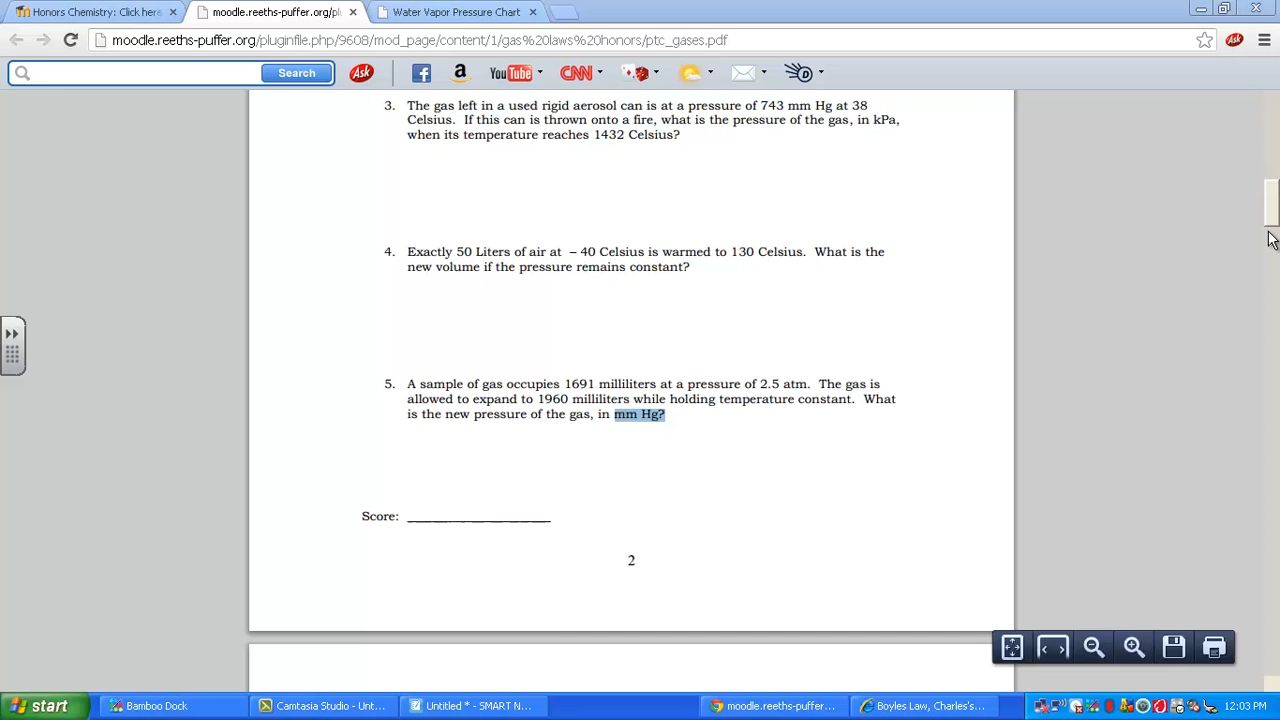 Honors Chemistry: Click here
moodle.reeths-puffer.org/pl
Water Vapor Pressure Chart
moodle.reeths-puffer.org/pluginfile.php/9608/mod_page/content/1/gas%20laws%20honors/ptc_gases.pdf
Search
Ask
f
a
YouTube
CNN
D
Ask
3. The gas left in a used rigid aerosol can is at a pressure of 743 mm Hg at 38
Celsius. If this can is thrown onto a fire, what is the pressure of the gas, in kPa,
when its temperature reaches 1432 Celsius?
4. Exactly 50 Liters of air at – 40 Celsius is warmed to 130 Celsius. What is the
new volume if the pressure remains constant?
5. A sample of gas occupies 1691 milliliters at a pressure of 2.5 atm. The gas is
allowed to expand to 1960 milliliters while holding temperature constant. What
is the new pressure of the gas, in mm Hg?
Score: ___________________
2
start
Bamboo Dock
Camtasia Studio - Unt...
Untitled * - SMART N...
moodle.reeths-puffer....
Boyles Law, Charles's...
12:03 PM